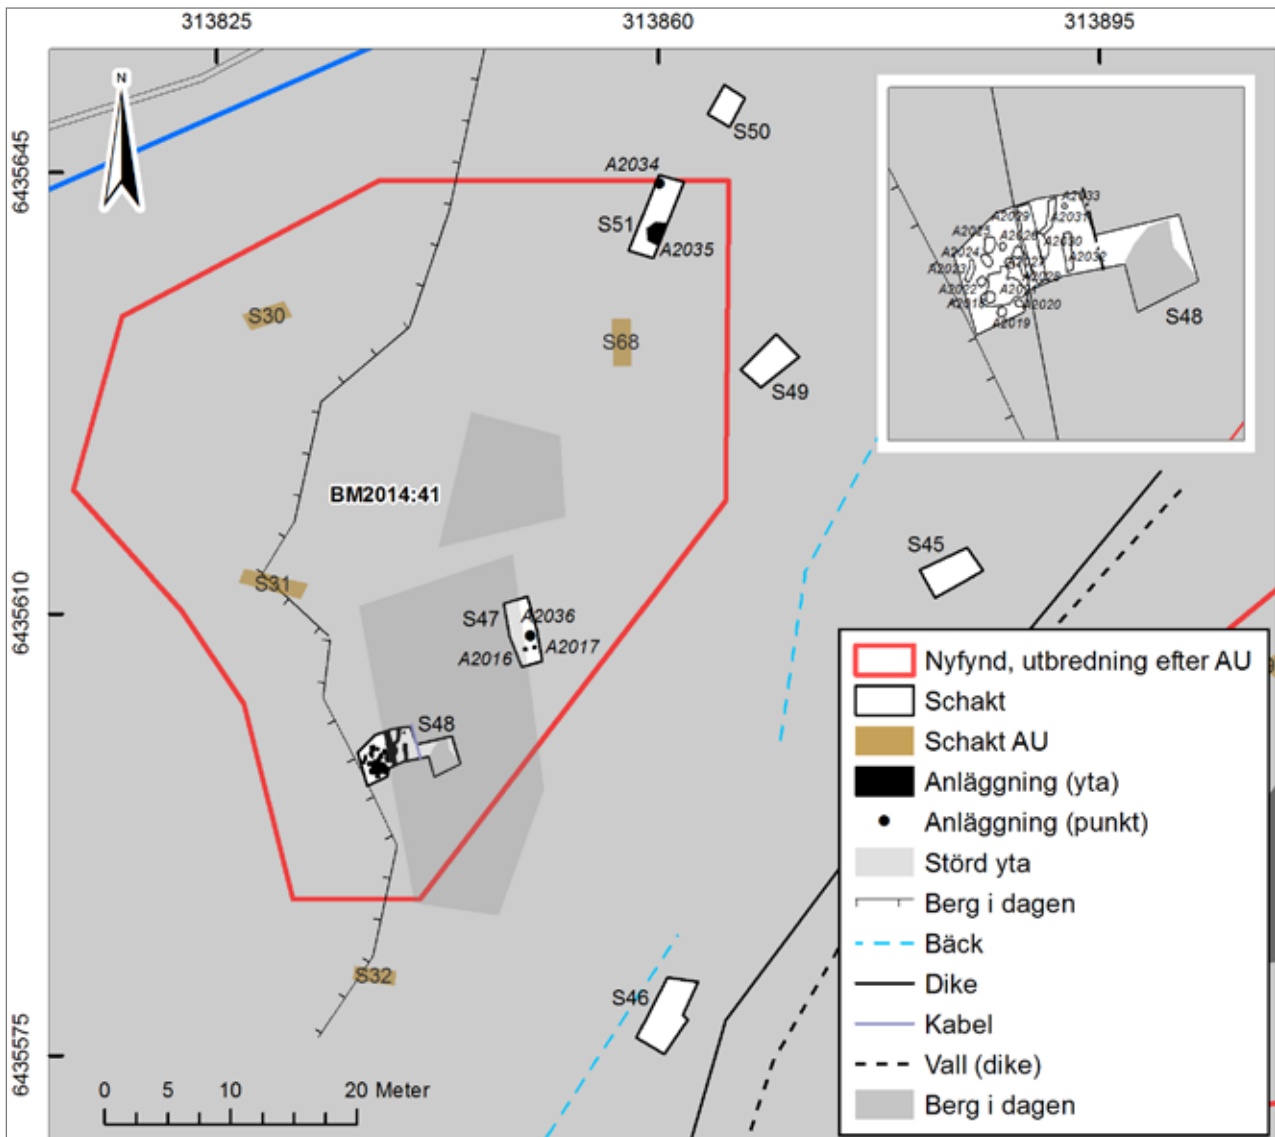 313825
313860
313895
6435645
6435610
6435575
N
S50
A2034
S51
A2035
S30
S68
S49
BM2014:41
S31
S47
A2036
A2017
A2016
S48
S45
S32
S46
A2033
A2029
A2031
A2025
A2030
A2024
A2032
A2023
A2022
A2020
A2019
S48
0 5 10 20 Meter
Nyfynd, utbredning efter AU
Schakt
Schakt AU
Anläggning (yta)
Anläggning (punkt)
Störd yta
Berg i dagen
Bäck
Dike
Kabel
Vall (dike)
Berg i dagen